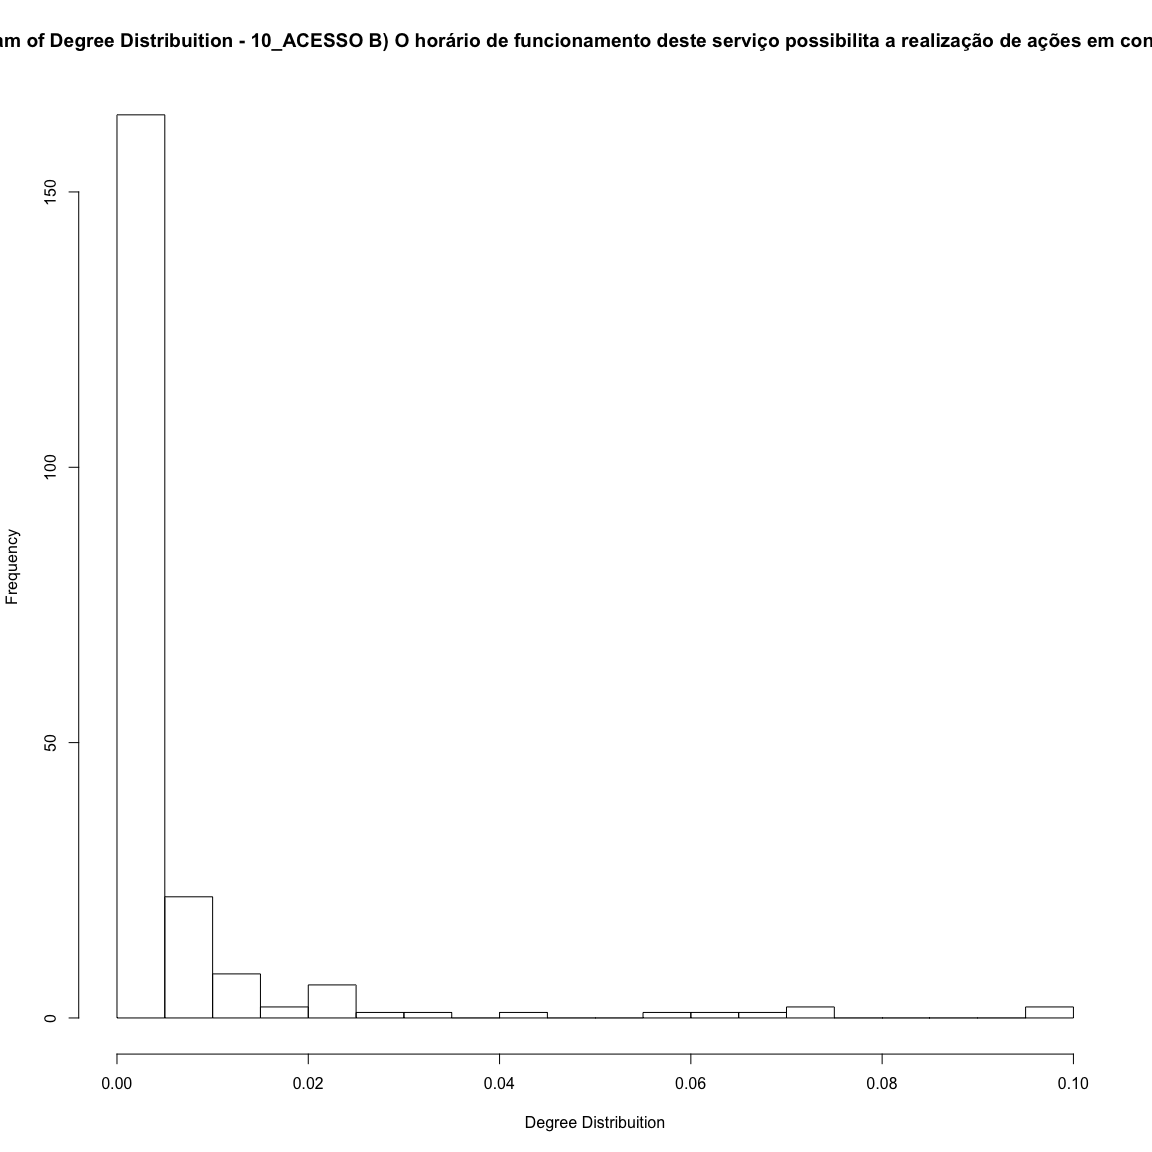 am of Degree Distribuition - 10_ACESSO B) O horário de funcionamento deste serviço possibilita a realização de ações em con
Frequency
150
100
50
0
0.00 0.02 0.04 0.06 0.08 0.10
Degree Distribuition